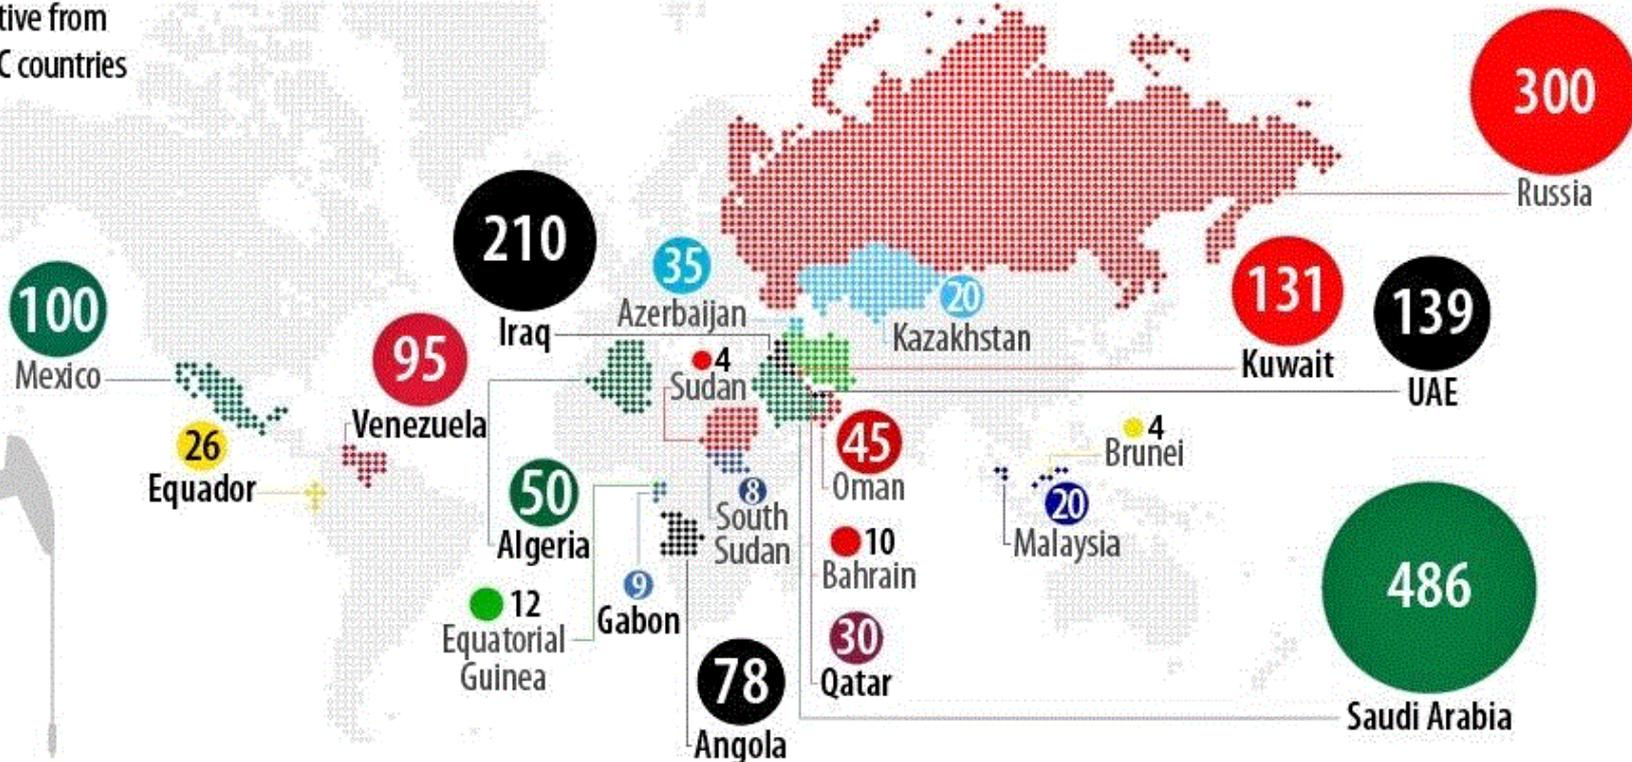 tive from
C countries
300
Russia
210
Iraq
35
Azerbaijan
20
Kazakhstan
131
Kuwait
139
UAE
100
Mexico
95
Venezuela
4
Sudan
26
Equador
50
Algeria
45
Oman
4
Brunei
20
Malaysia
8
South
Sudan
10
Bahrain
486
Saudi Arabia
12
Equatorial
Guinea
9
Gabon
30
Qatar
78
Angola